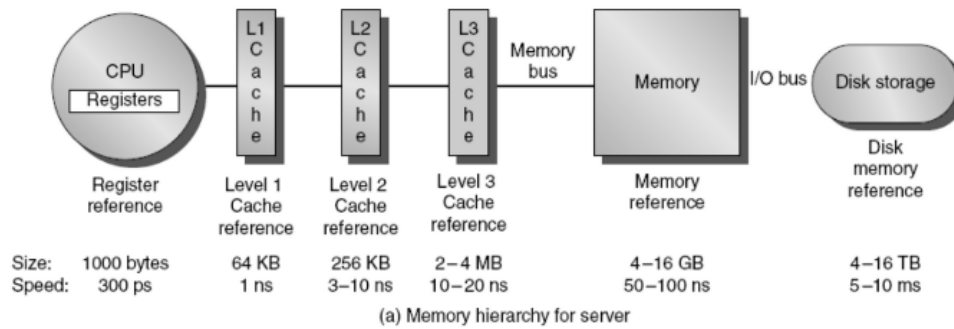 CPU
Registers
L1
C
a
c
h
e
L2
C
a
c
h
e
L3
C
a
c
h
e
Memory
bus
Memory
I/O bus
Disk storage
Register
reference
Level 1
Cache
reference
Level 2
Cache
reference
Level 3
Cache
reference
Memory
reference
Disk
memory
reference
Size: 1000 bytes 64 KB 256 KB 2–4 MB 4–16 GB 4–16 TB
Speed: 300 ps 1 ns 3–10 ns 10–20 ns 50–100 ns 5–10 ms
(a) Memory hierarchy for server